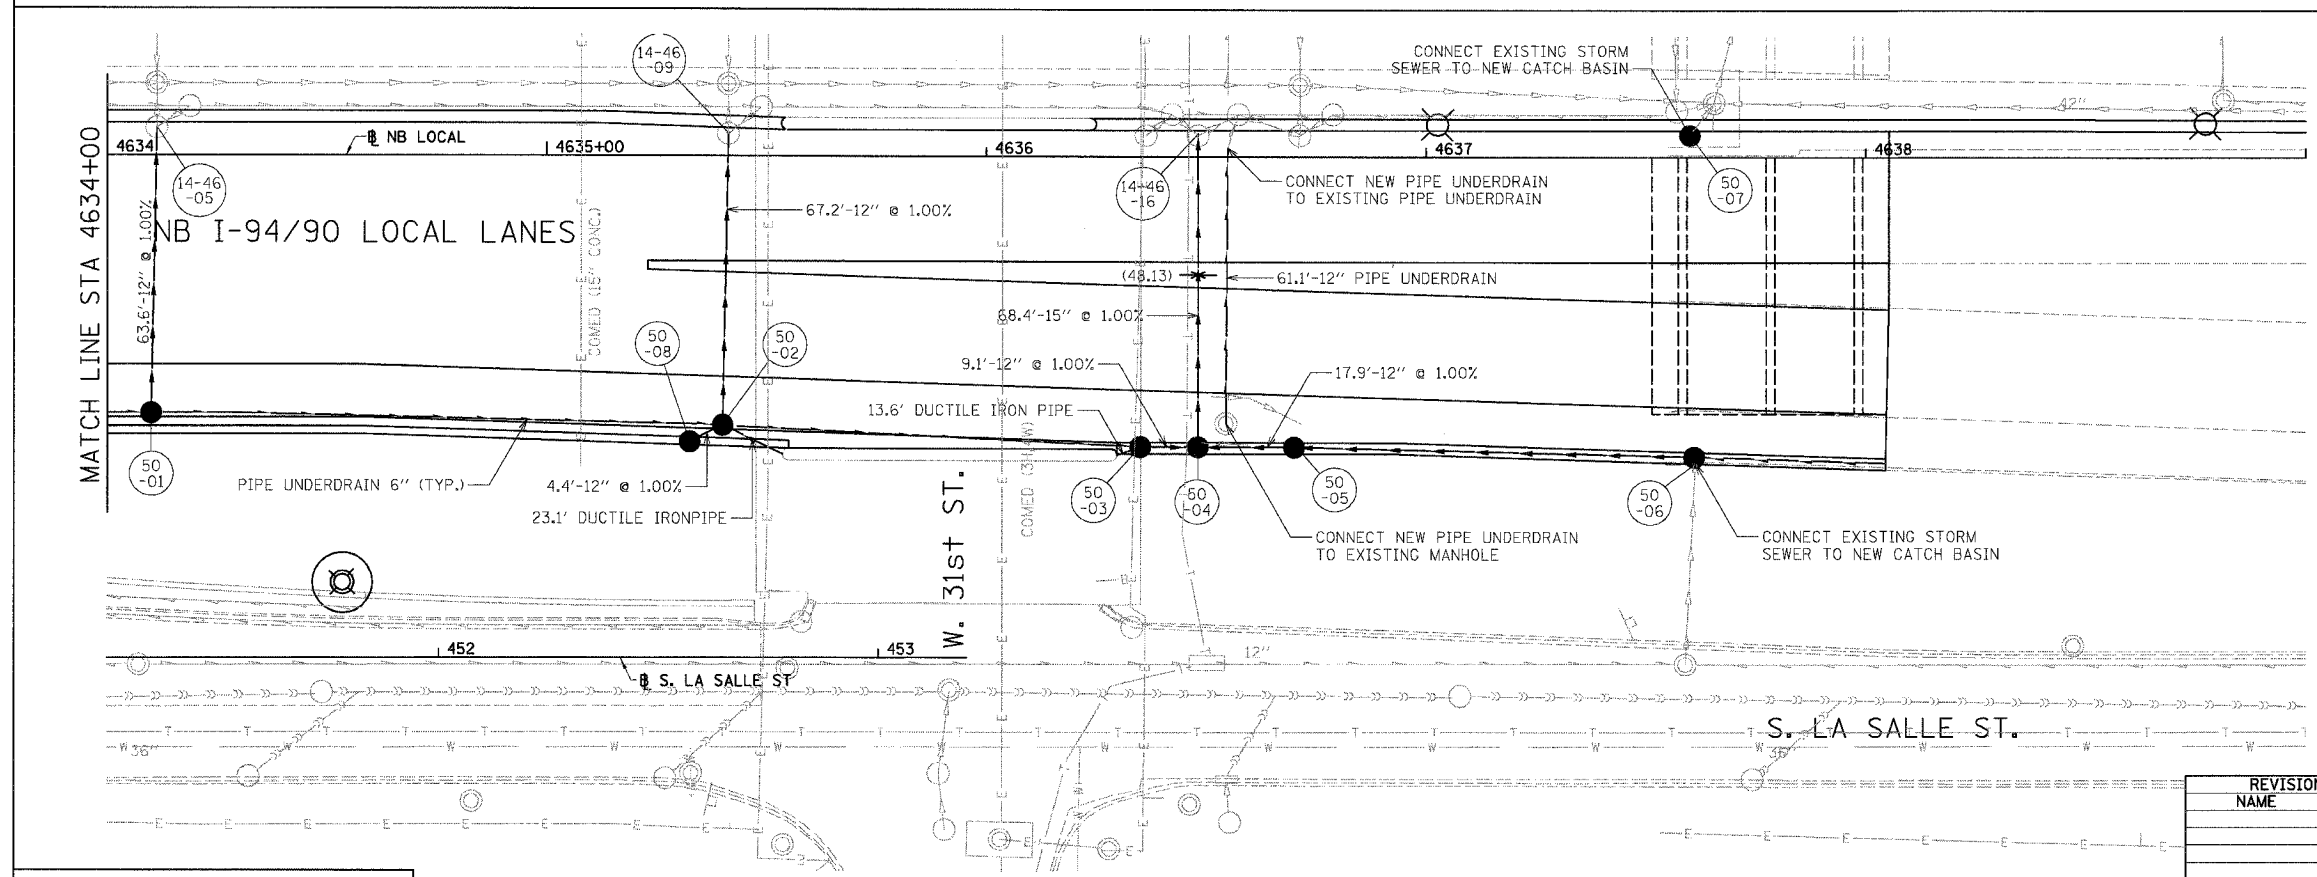 CONNECT EXISTING STORM
SEWER TO NEW CATCH BASIN
14-46
-09
42"
MATCH LINE STA 4634+00
4634
B NB LOCAL
4635+00
4636
4637
4638
14-46
-05
14-46
-16
CONNECT NEW PIPE UNDERDRAIN
TO EXISTING PIPE UNDERDRAIN
50
-07
67.2'-12" @ 1.00%
NB I-94/90 LOCAL LANES
63.6'-12" @ 1.00%
COMED (15" CONC.)
(48.13)
61.1'-12" PIPE UNDERDRAIN
68.4'-15" @ 1.00%
50
-08
50
-02
9.1'-12" @ 1.00%
17.9'-12" @ 1.00%
13.6' DUCTILE IRON PIPE
50
-01
PIPE UNDERDRAIN 6" (TYP.)
4.4'-12" @ 1.00%
23.1' DUCTILE IRONPIPE
W. 31st ST.
50
-03
50
-04
50
-05
50
-06
CONNECT NEW PIPE UNDERDRAIN
TO EXISTING MANHOLE
CONNECT EXISTING STORM
SEWER TO NEW CATCH BASIN
452
453
12"
B S. LA SALLE ST
S. LA SALLE ST.
36"
36"
REVISION
NAME